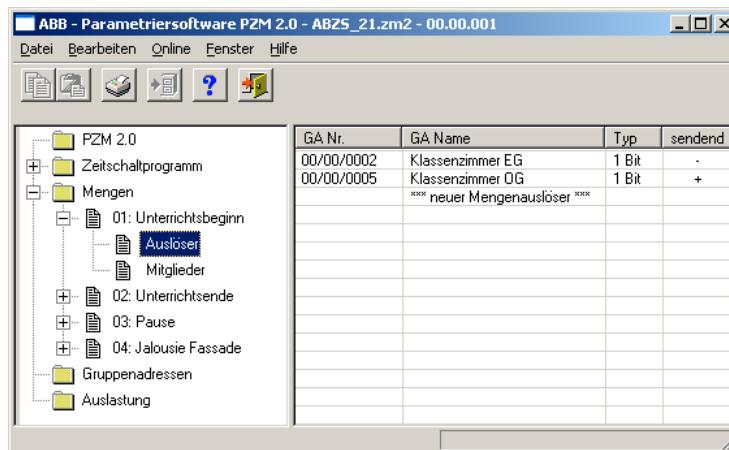 ABB - Parametriersoftware PZM 2.0 - ABZS_21.zm2 - 00.00.001
Datei Bearbeiten Online Fenster Hilfe
PZM 2.0
Zeitschaltprogramm
Mengen
01: Unterrichtsbeginn
Auslöser
Mitglieder
02: Unterrichtsende
03: Pause
04: Jalousie Fassade
Gruppenadressen
Auslastung
GA Nr. GA Name Typ sendend
00/00/0002 Klassenzimmer EG 1 Bit -
00/00/0005 Klassenzimmer OG 1 Bit +
*** neuer Mengenauslöser ***